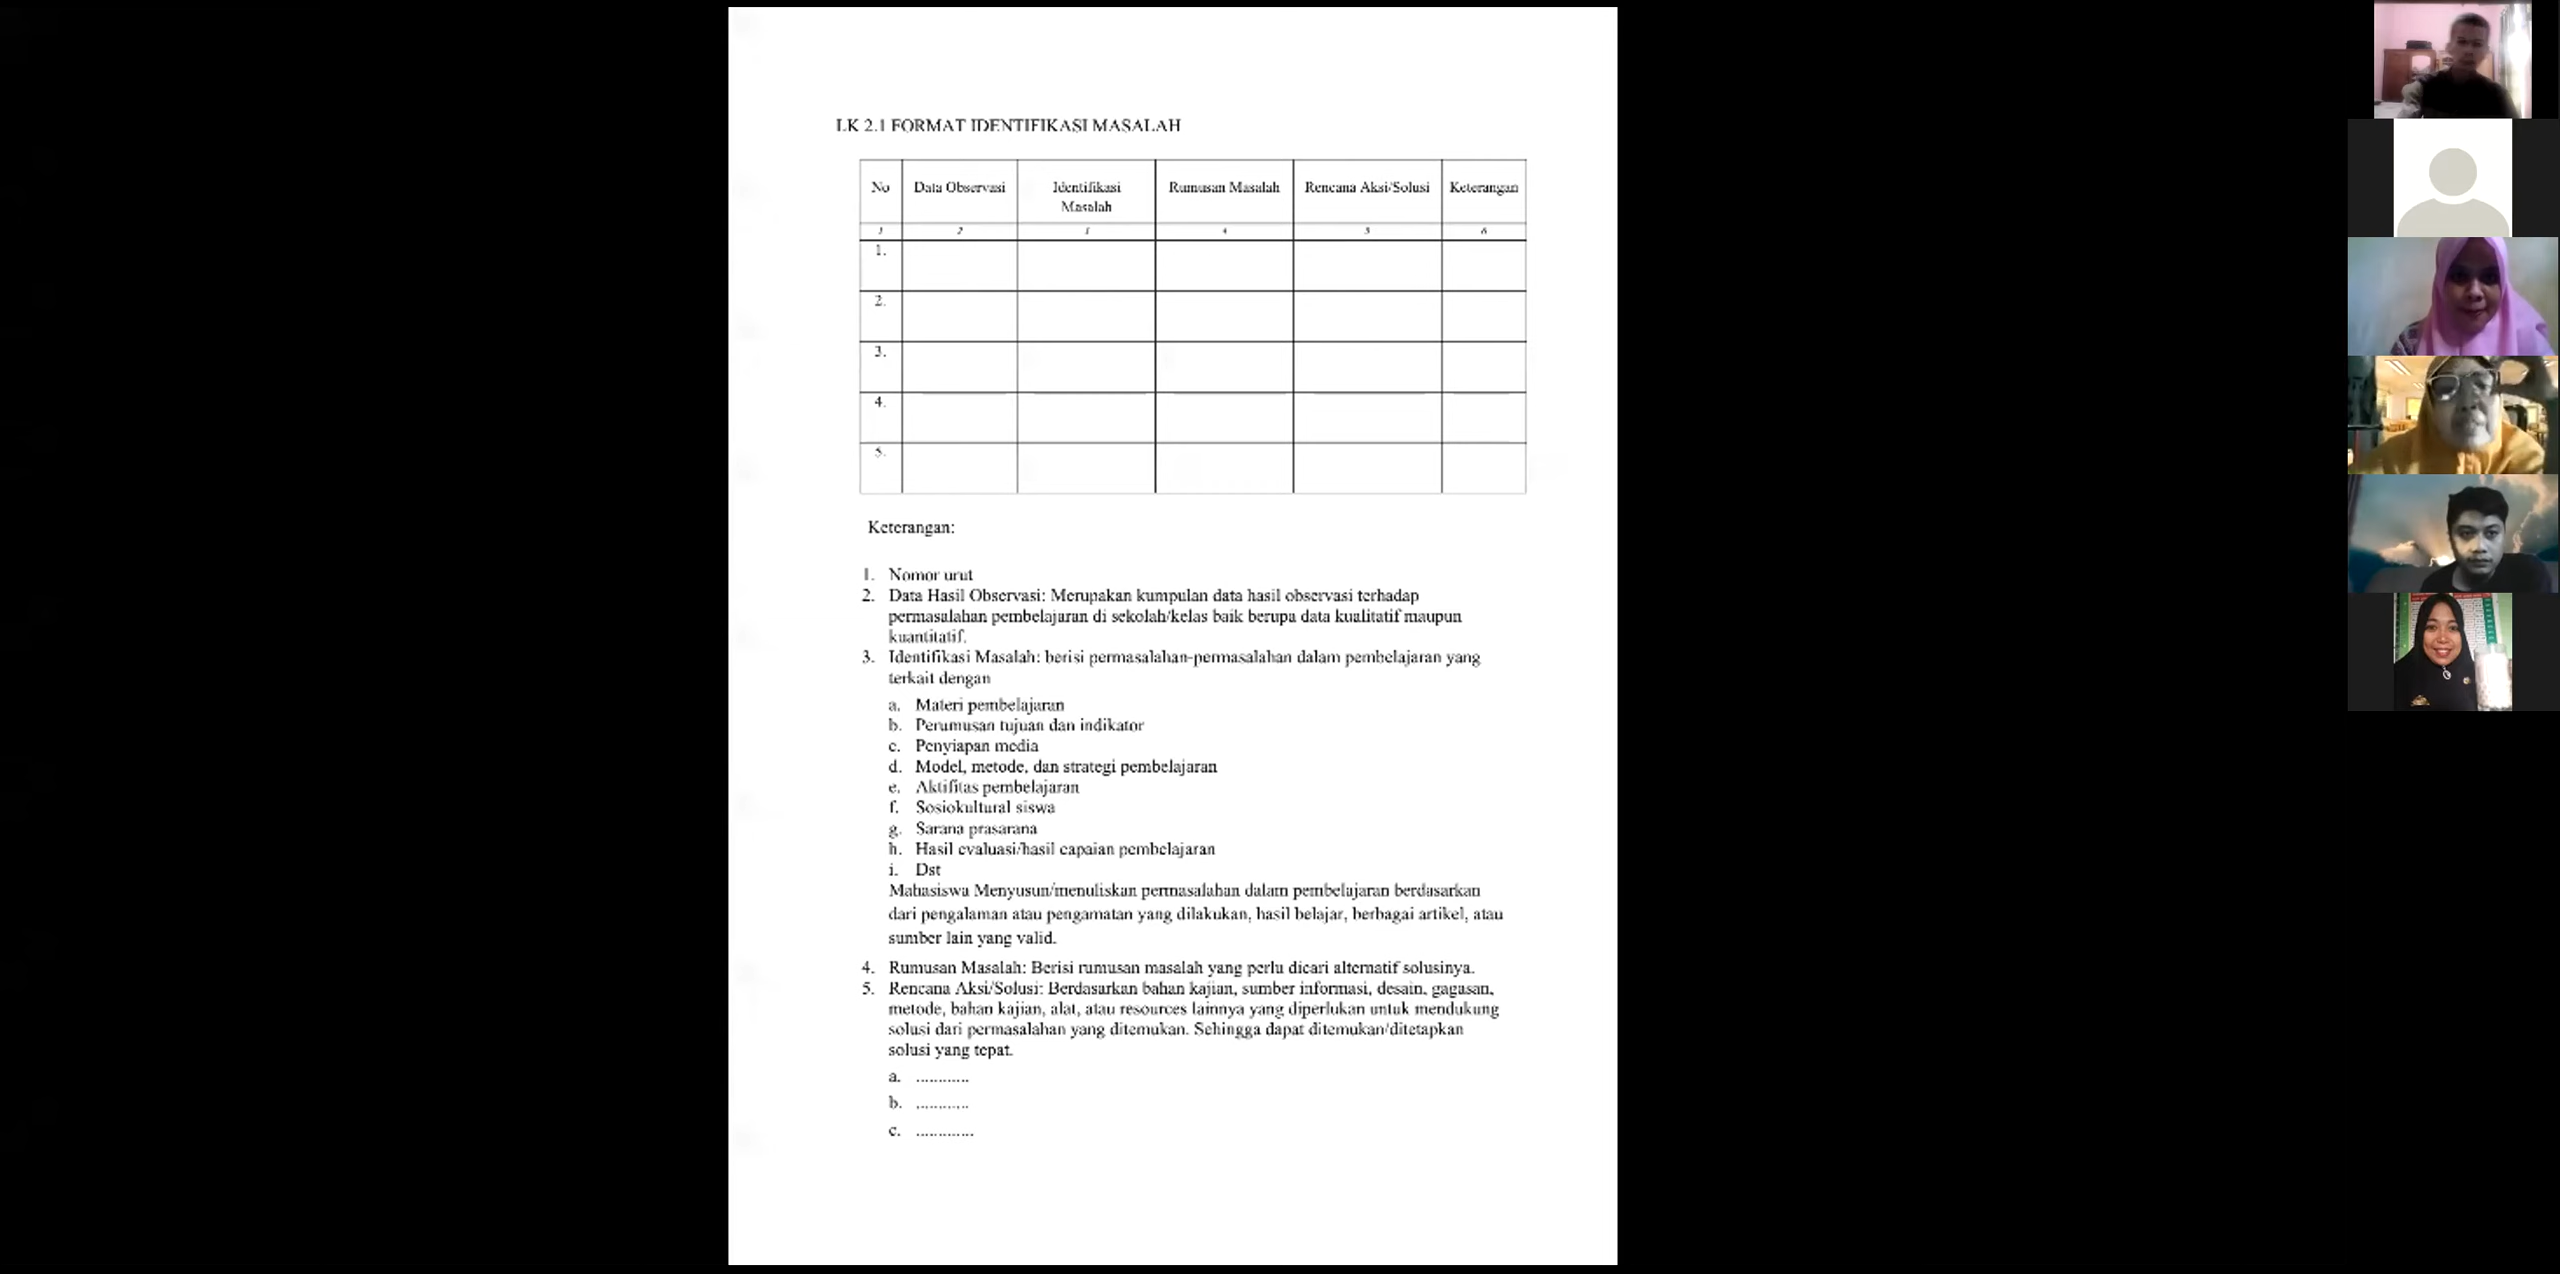 LK 2.1 FORMAT IDENTIFIKASI MASALAH
No Data Observasi Identifikasi Masalah Rumusan Masalah Rencana Aksi/Solusi Keterangan
1 2 3 4 5 6
1.
2.
3.
4.
5.
Keterangan:
1. Nomor urut
2. Data Hasil Observasi: Merupakan kumpulan data hasil observasi terhadap
permasalahan pembelajaran di sekolah/kelas baik berupa data kualitatif maupun
kuantitatif.
3. Identifikasi Masalah: berisi permasalahan-permasalahan dalam pembelajaran yang
terkait dengan
a. Materi pembelajaran
b. Perumusan tujuan dan indikator
c. Penyiapan media
d. Model, metode, dan strategi pembelajaran
e. Aktifitas pembelajaran
f. Sosiokultural siswa
g. Sarana prasarana
h. Hasil evaluasi/hasil capaian pembelajaran
i. Dst
Mahasiswa Menyusun/menuliskan permasalahan dalam pembelajaran berdasarkan
dari pengalaman atau pengamatan yang dilakukan, hasil belajar, berbagai artikel, atau
sumber lain yang valid.
4. Rumusan Masalah: Berisi rumusan masalah yang perlu dicari alternatif solusinya.
5. Rencana Aksi/Solusi: Berdasarkan bahan kajian, sumber informasi, desain, gagasan,
metode, bahan kajian, alat, atau resources lainnya yang diperlukan untuk mendukung
solusi dari permasalahan yang ditemukan. Sehingga dapat ditemukan/ditetapkan
solusi yang tepat.
a. ............
b. ............
c. .............